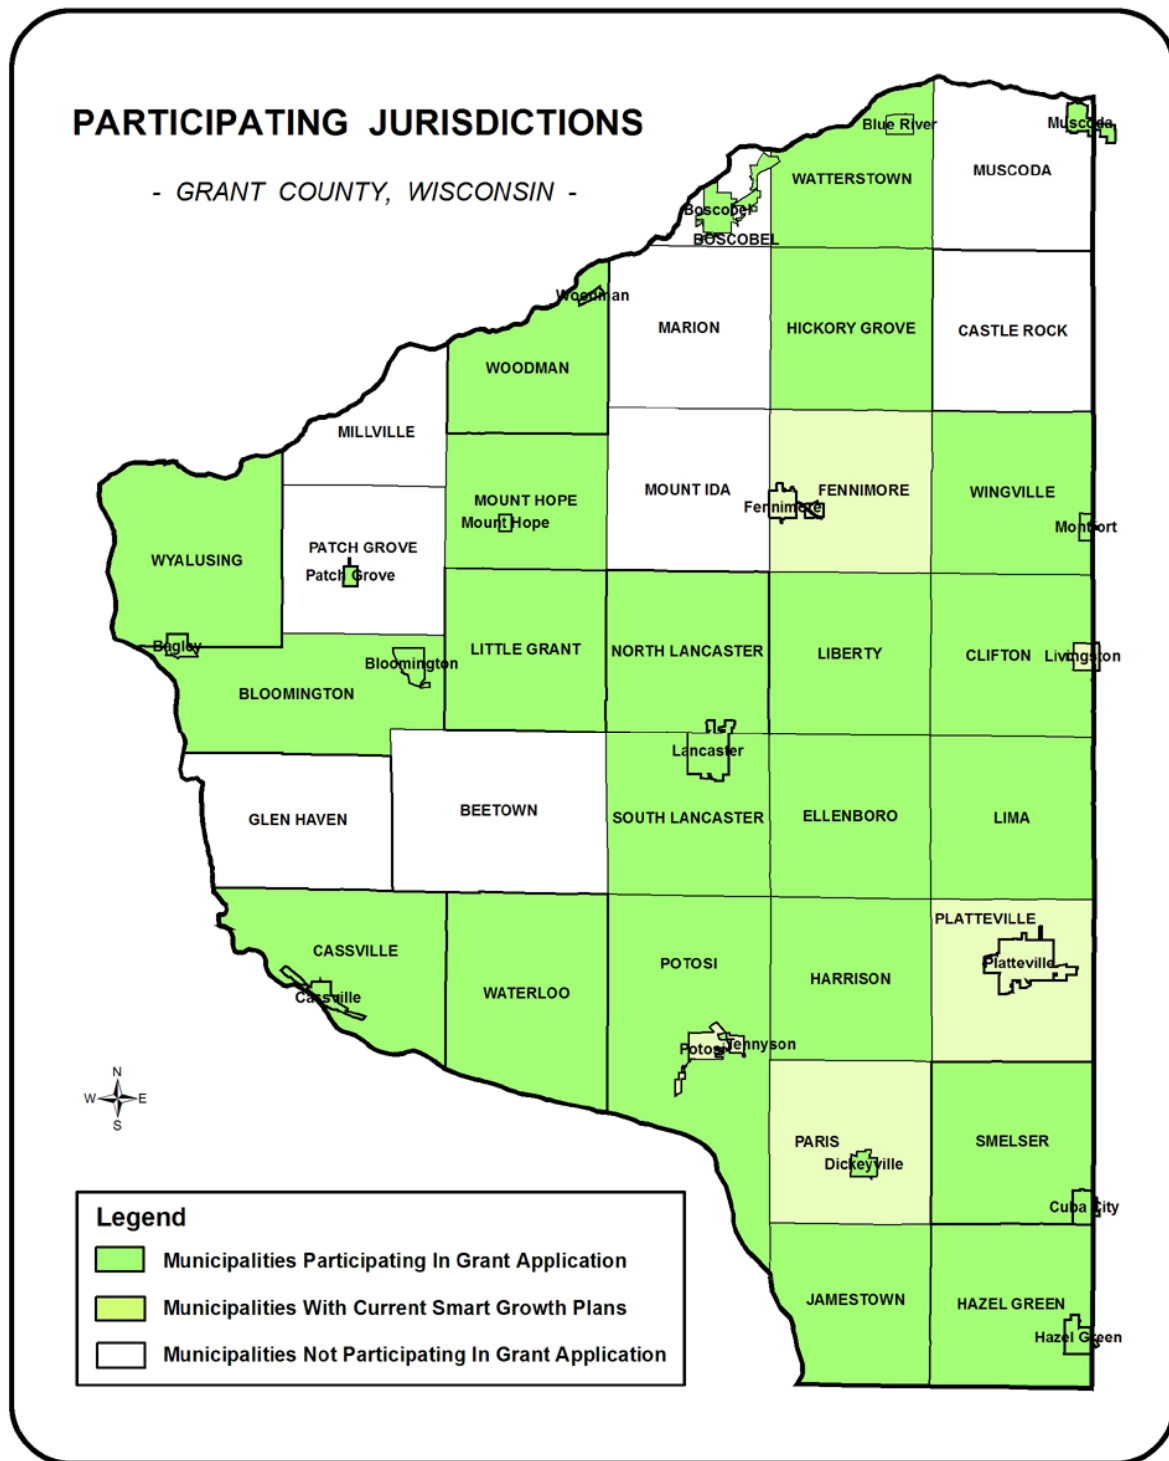 PARTICIPATING JURISDICTIONS
- GRANT COUNTY, WISCONSIN -
Blue River
Muscoda
WATTERSTOWN
MUSCODA
Boscobel
BOSCOBEL
Woodman
MARION
HICKORY GROVE
CASTLE ROCK
WOODMAN
MILLVILLE
MOUNT HOPE
Mount Hope
MOUNT IDA
Fennimore
FENNIMORE
WINGVILLE
Montfort
WYALUSING
PATCH GROVE
Patch Grove
Bagley
Bloomington
BLOOMINGTON
LITTLE GRANT
NORTH LANCASTER
LIBERTY
CLIFTON
Livingston
Lancaster
GLEN HAVEN
BEETOWN
SOUTH LANCASTER
ELLENBORO
LIMA
CASSVILLE
Cassville
WATERLOO
POTOSI
HARRISON
PLATTEVILLE
Platteville
Potosi
Tennyson
N
W E
S
PARIS
Dickeyville
SMELSER
Cuba City
JAMESTOWN
HAZEL GREEN
Hazel Green
Legend
Municipalities Participating In Grant Application
Municipalities With Current Smart Growth Plans
Municipalities Not Participating In Grant Application